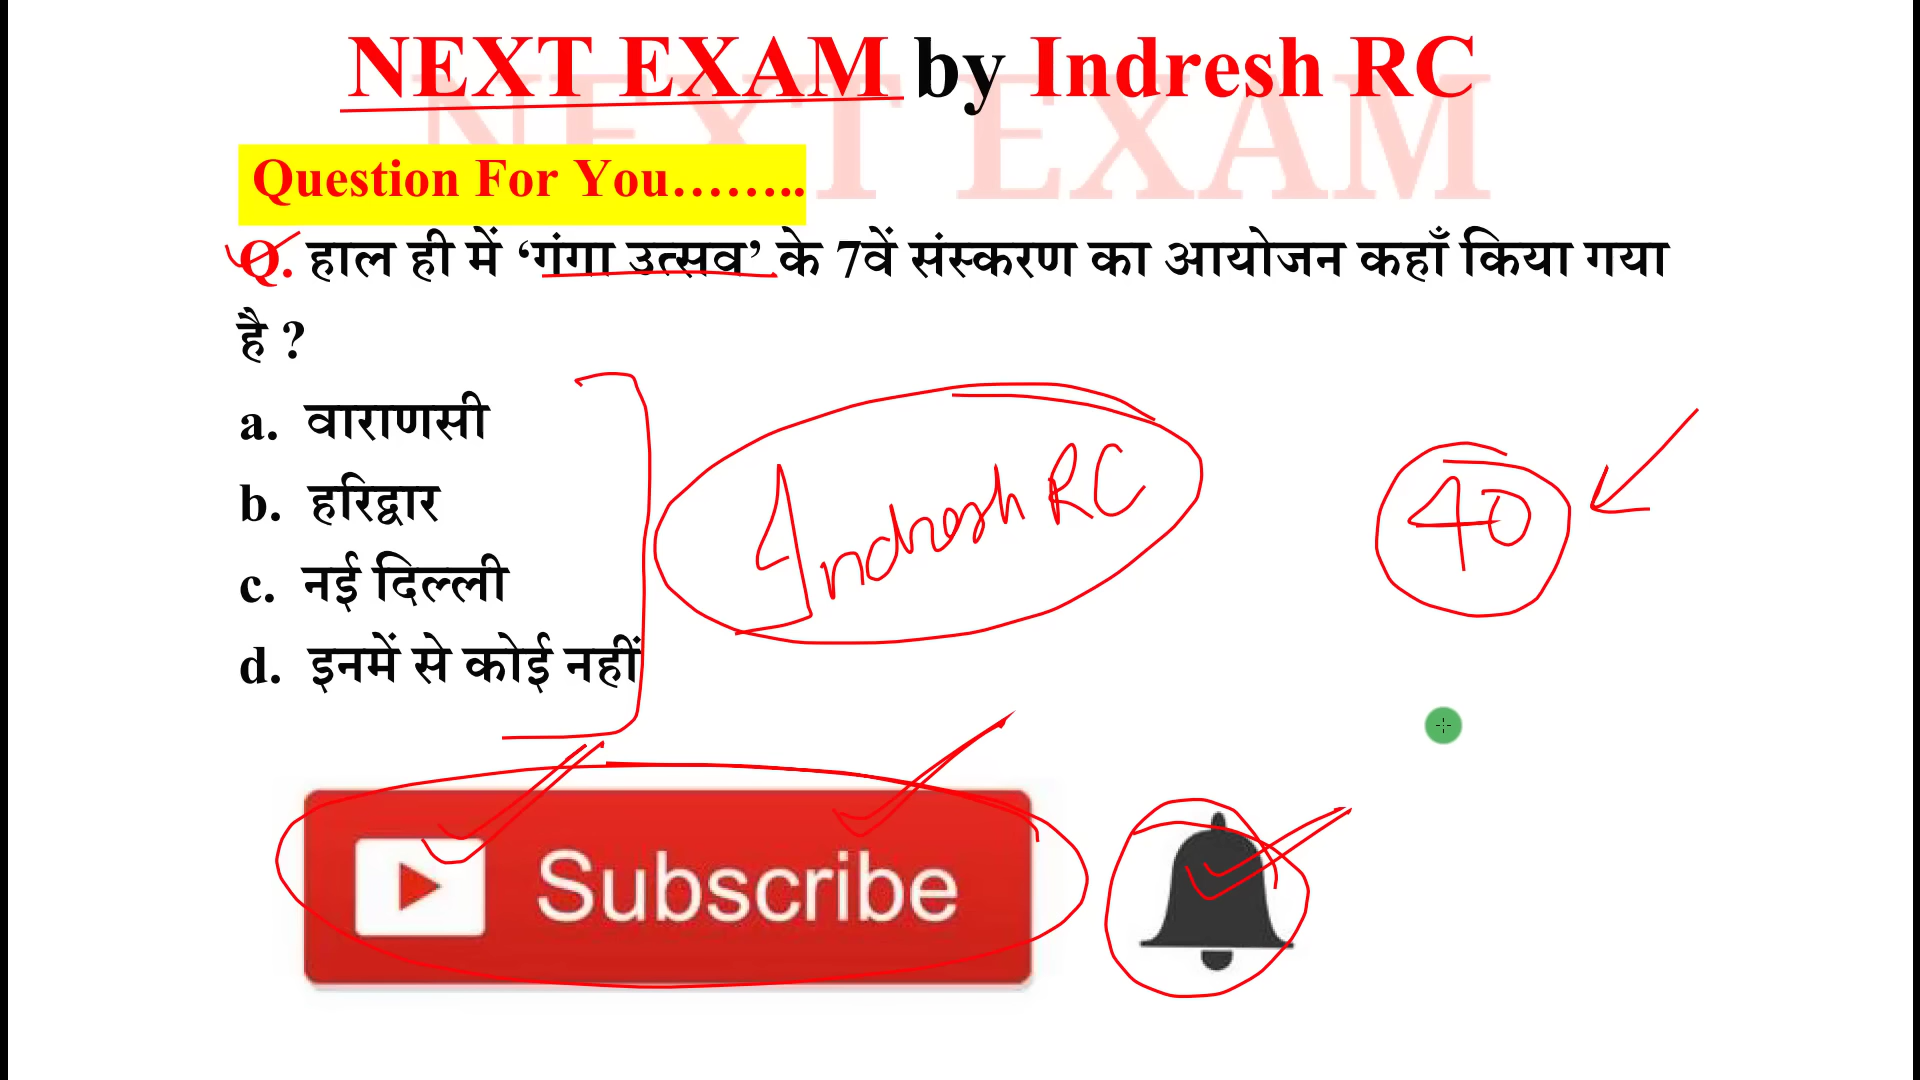 NEXT EXAM by Indresh RC
NEXT EXAM
Question For You……..
Q. हाल ही में ‘गंगा उत्सव’ के 7वें संस्करण का आयोजन कहाँ किया गया
है ?
a. वाराणसी
b. हरिद्वार
c. नई दिल्ली
d. इनमें से कोई नहीं
Indresh RC
40
Subscribe